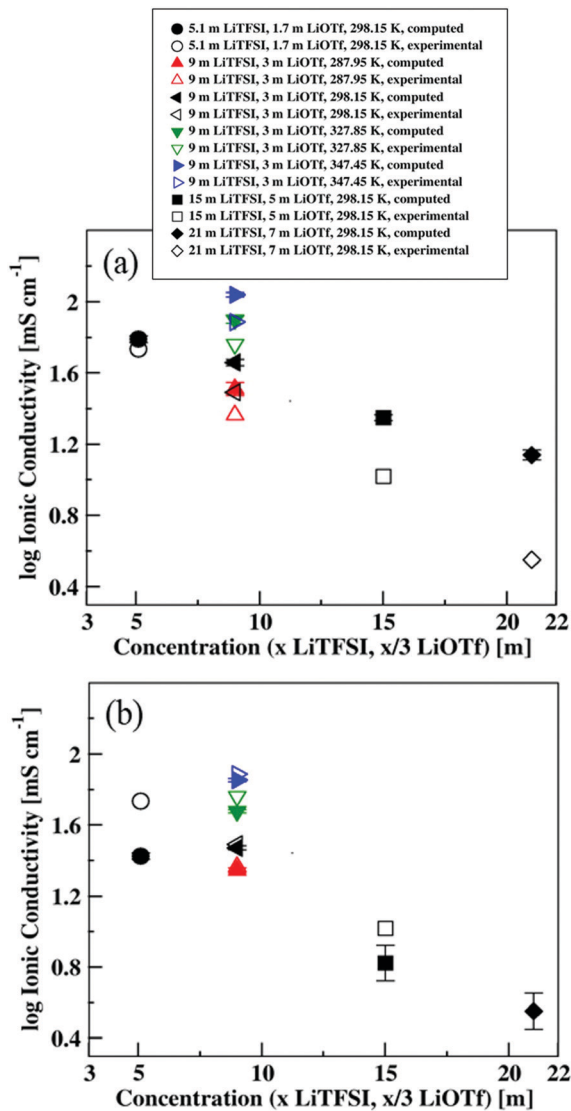 5.1 m LiTFSI, 1.7 m LiOTf, 298.15 K, computed
5.1 m LiTFSI, 1.7 m LiOTf, 298.15 K, experimental
9 m LiTFSI, 3 m LiOTf, 287.95 K, computed
9 m LiTFSI, 3 m LiOTf, 287.95 K, experimental
9 m LiTFSI, 3 m LiOTf, 298.15 K, computed
9 m LiTFSI, 3 m LiOTf, 298.15 K, experimental
9 m LiTFSI, 3 m LiOTf, 327.85 K, computed
9 m LiTFSI, 3 m LiOTf, 327.85 K, experimental
9 m LiTFSI, 3 m LiOTf, 347.45 K, computed
9 m LiTFSI, 3 m LiOTf, 347.45 K, experimental
15 m LiTFSI, 5 m LiOTf, 298.15 K, computed
15 m LiTFSI, 5 m LiOTf, 298.15 K, experimental
21 m LiTFSI, 7 m LiOTf, 298.15 K, computed
21 m LiTFSI, 7 m LiOTf, 298.15 K, experimental
(a)
log Ionic Conductivity [mS cm⁻¹]
2
1.6
1.2
0.8
0.4
3 5 10 15 20 22
Concentration (x LiTFSI, x/3 LiOTf) [m]
(b)
log Ionic Conductivity [mS cm⁻¹]
2
1.6
1.2
0.8
0.4
3 5 10 15 20 22
Concentration (x LiTFSI, x/3 LiOTf) [m]